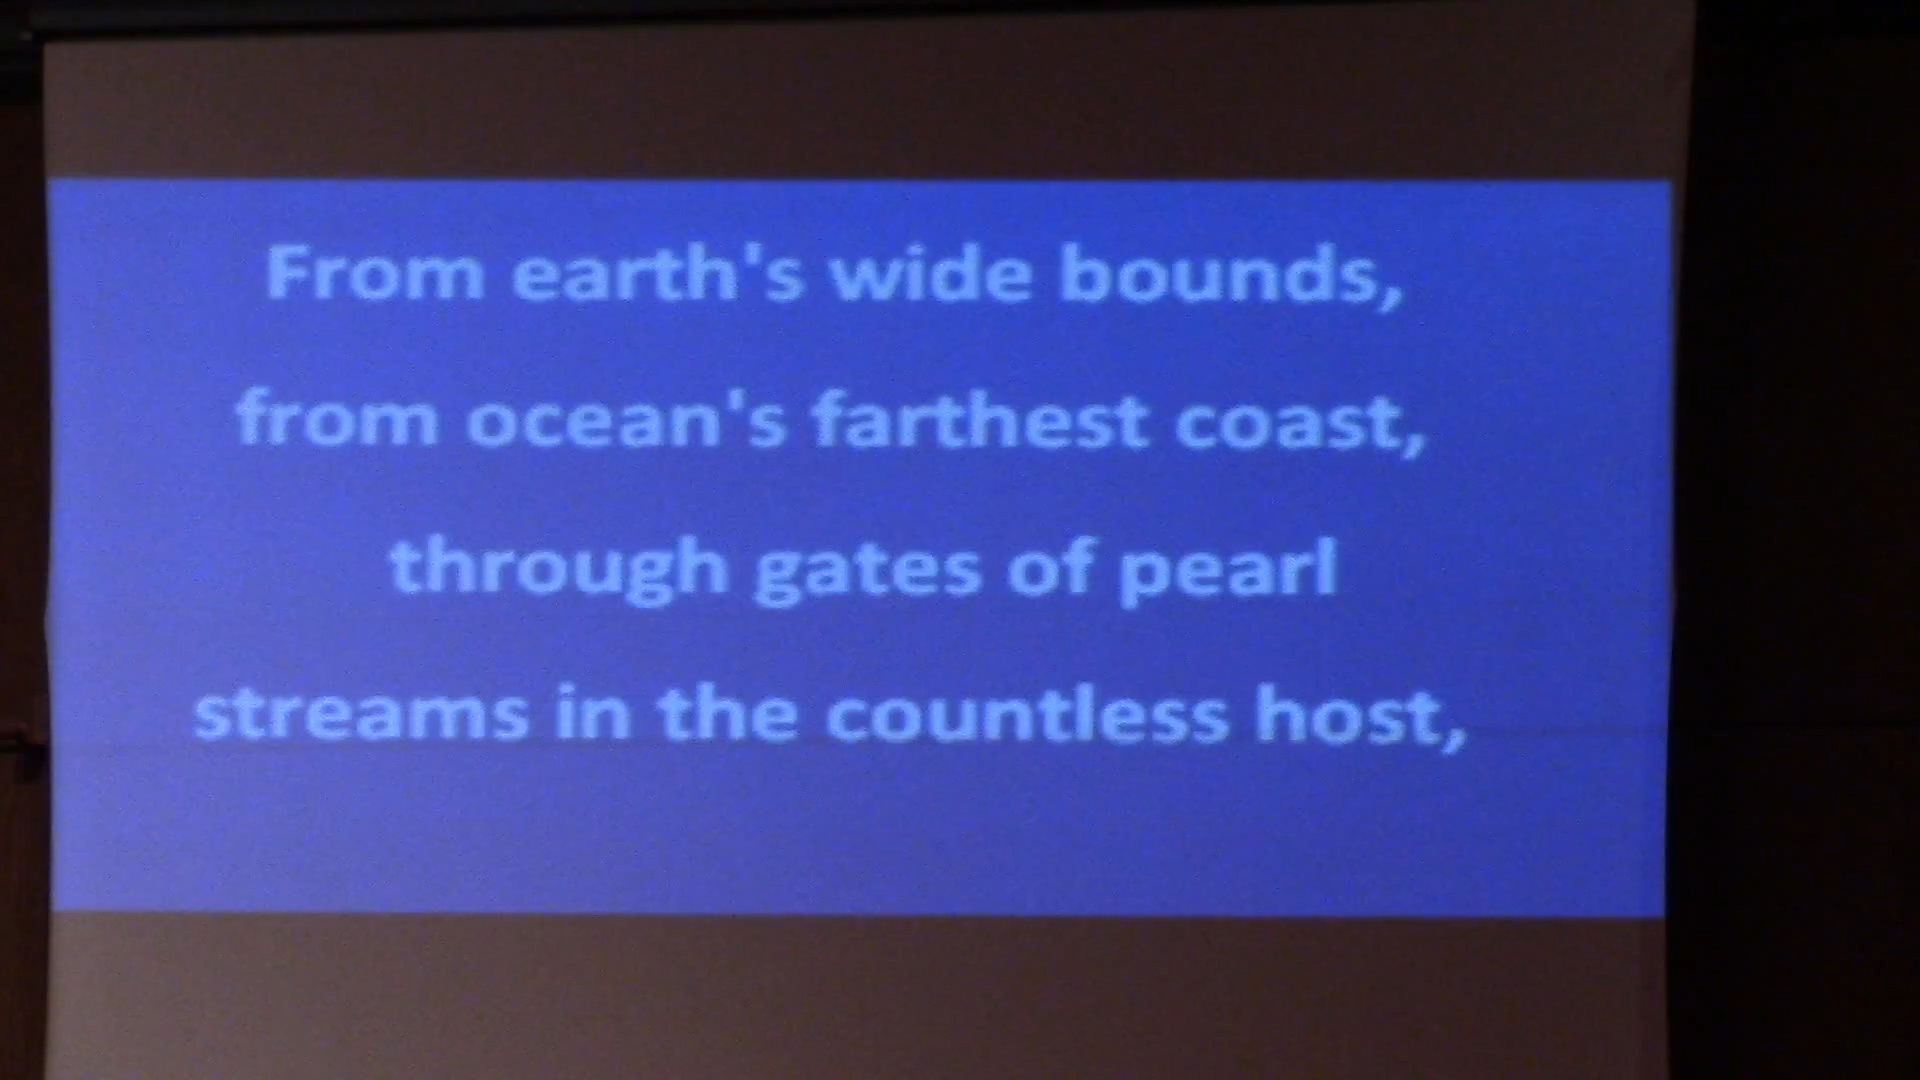 From earth's wide bounds,
from ocean's farthest coast,
through gates of pearl
streams in the countless host,